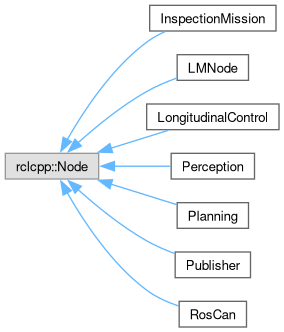 InspectionMission
LMNode
LongitudinalControl
rclcpp::Node
Perception
Planning
Publisher
RosCan